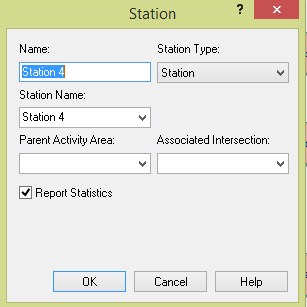 Station
?
Name: Station Type:
Station 4 Station
Station Name:
Station 4
Parent Activity Area: Associated Intersection:
Report Statistics
OK Cancel Help